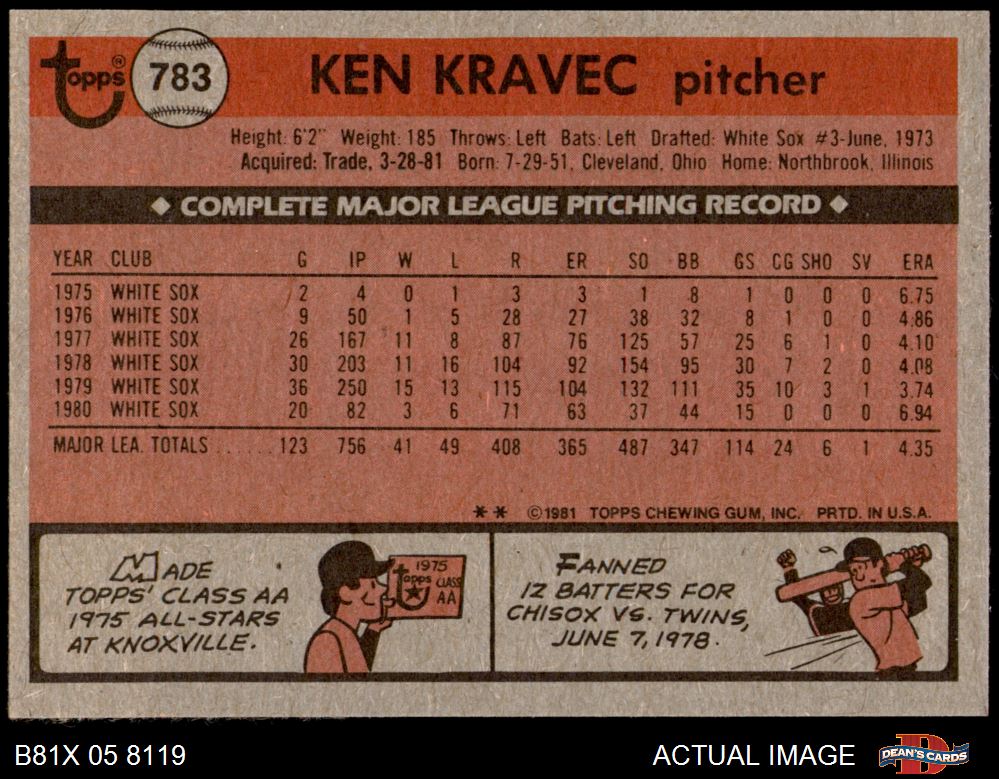 Topps® 783 KEN KRAVEC pitcher
Height: 6'2" Weight: 185 Throws: Left Bats: Left Drafted: White Sox #3-June, 1973
Acquired: Trade, 3-28-81 Born: 7-29-51, Cleveland, Ohio Home: Northbrook, Illinois
◆ COMPLETE MAJOR LEAGUE PITCHING RECORD ◆
YEAR CLUB G IP W L R ER SO BB GS CG SHO SV ERA
1975 WHITE SOX 2 4 0 1 3 3 1 8 1 0 0 0 6.75
1976 WHITE SOX 9 50 1 5 28 27 38 32 8 1 0 0 4.86
1977 WHITE SOX 26 167 11 8 87 76 125 57 25 6 1 0 4.10
1978 WHITE SOX 30 203 11 16 104 92 154 95 30 7 2 0 4.08
1979 WHITE SOX 36 250 15 13 115 104 132 111 35 10 3 1 3.74
1980 WHITE SOX 20 82 3 6 71 63 37 44 15 0 0 0 6.94
MAJOR LEA. TOTALS ...... 123 756 41 49 408 365 487 347 114 24 6 1 4.35
** ©1981 TOPPS CHEWING GUM, INC. PRTD. IN U.S.A.
MADE
TOPPS' CLASS AA
1975 ALL-STARS
AT KNOXVILLE.
1975
Topps CLASS
AA
FANNED
12 BATTERS FOR
CHISOX VS. TWINS,
JUNE 7, 1978.
B81X 05 8119 ACTUAL IMAGE DEAN'S CARDS